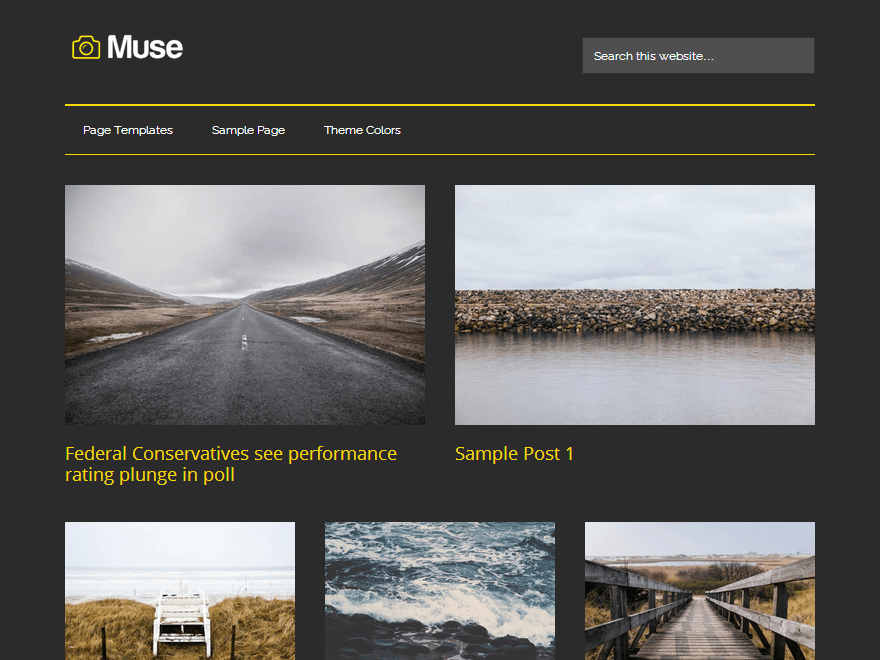 Muse
Search this website...
Page Templates
Sample Page
Theme Colors
Federal Conservatives see performance
rating plunge in poll
Sample Post 1